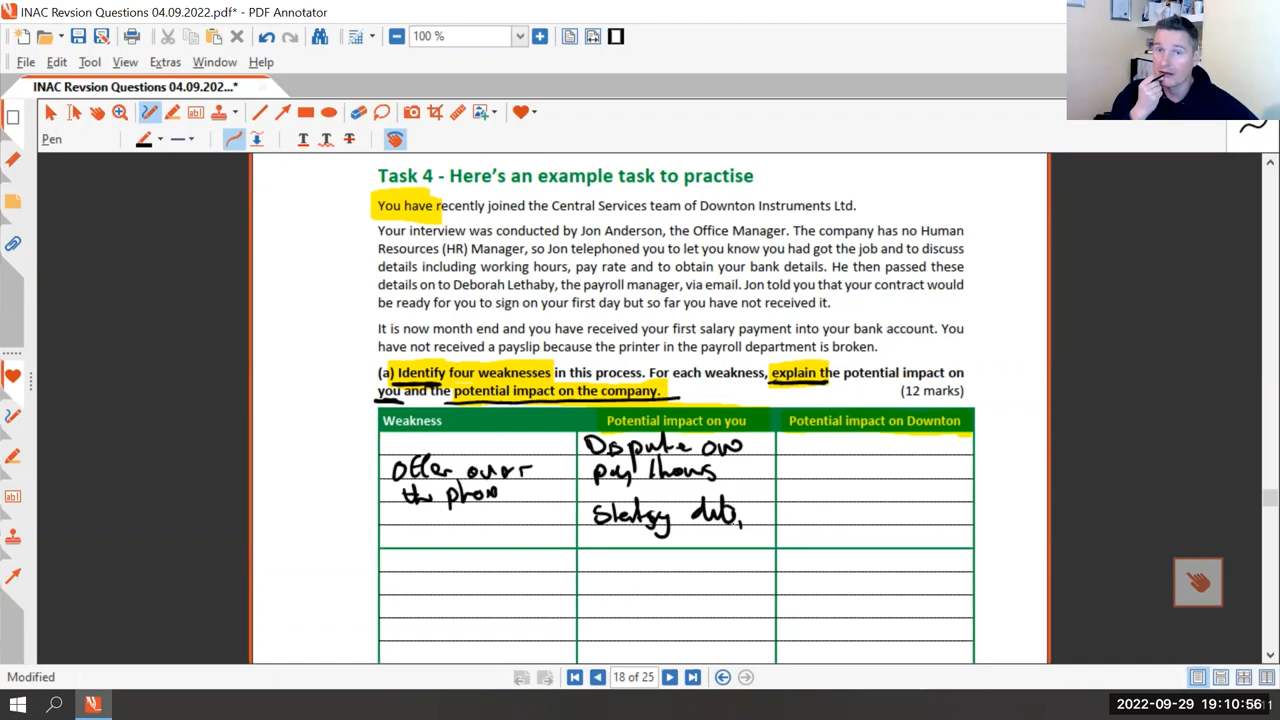 INAC Revision Questions 04.09.2022.pdf* - PDF Annotator
100 %
File Edit Tool View Extras Window Help
INAC Revsion Questions 04.09.202...*
Pen
Task 4 - Here's an example task to practise
You have recently joined the Central Services team of Downton Instruments Ltd.
Your interview was conducted by Jon Anderson, the Office Manager. The company has no Human
Resources (HR) Manager, so Jon telephoned you to let you know you had got the job and to discuss
details including working hours, pay rate and to obtain your bank details. He then passed these
details on to Deborah Lethaby, the payroll manager, via email. Jon told you that your contract would
be ready for you to sign on your first day but so far you have not received it.
It is now month end and you have received your first salary payment into your bank account. You
have not received a payslip because the printer in the payroll department is broken.
(a) Identify four weaknesses in this process. For each weakness, explain the potential impact on
you and the potential impact on the company. (12 marks)
Weakness Potential impact on you Potential impact on Downton
Dispute over
Offer over pay / hours
the phone
date,
Modified
18 of 25
2022-09-29 19:10:56